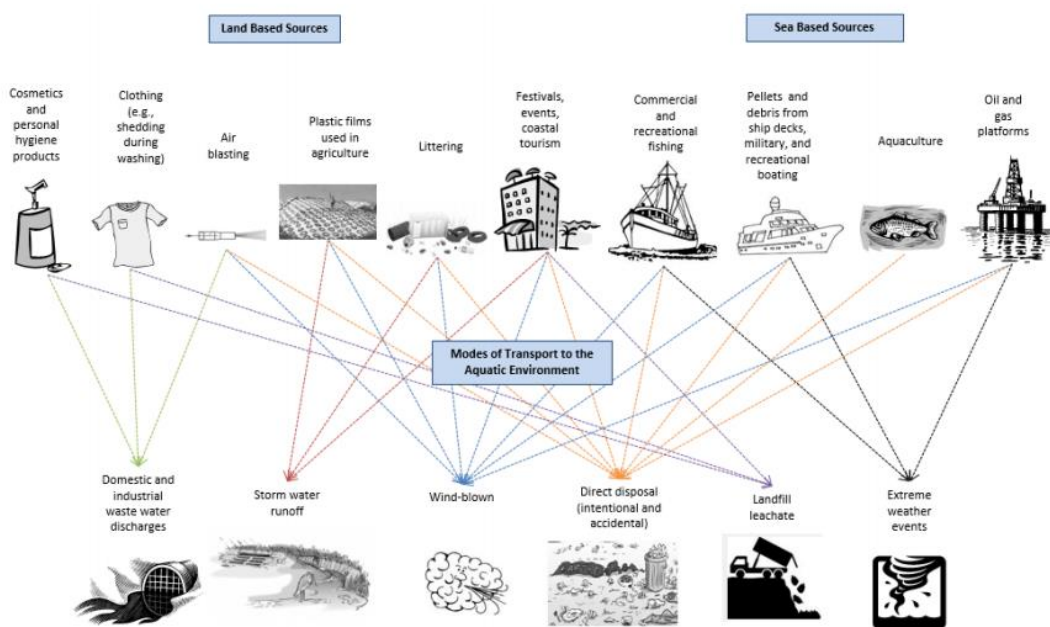 Land Based Sources
Sea Based Sources
Cosmetics
and
personal
hygiene
products
Clothing
(e.g.,
shedding
during
washing)
Air
blasting
Plastic films
used in
agriculture
Littering
Festivals,
events,
coastal
tourism
Commercial
and
recreational
fishing
Pellets and
debris from
ship decks,
military, and
recreational
boating
Aquaculture
Oil and
gas
platforms
Modes of Transport to the
Aquatic Environment
Domestic and
industrial
waste water
discharges
Storm water
runoff
Wind-blown
Direct disposal
(intentional and
accidental)
Landfill
leachate
Extreme
weather
events